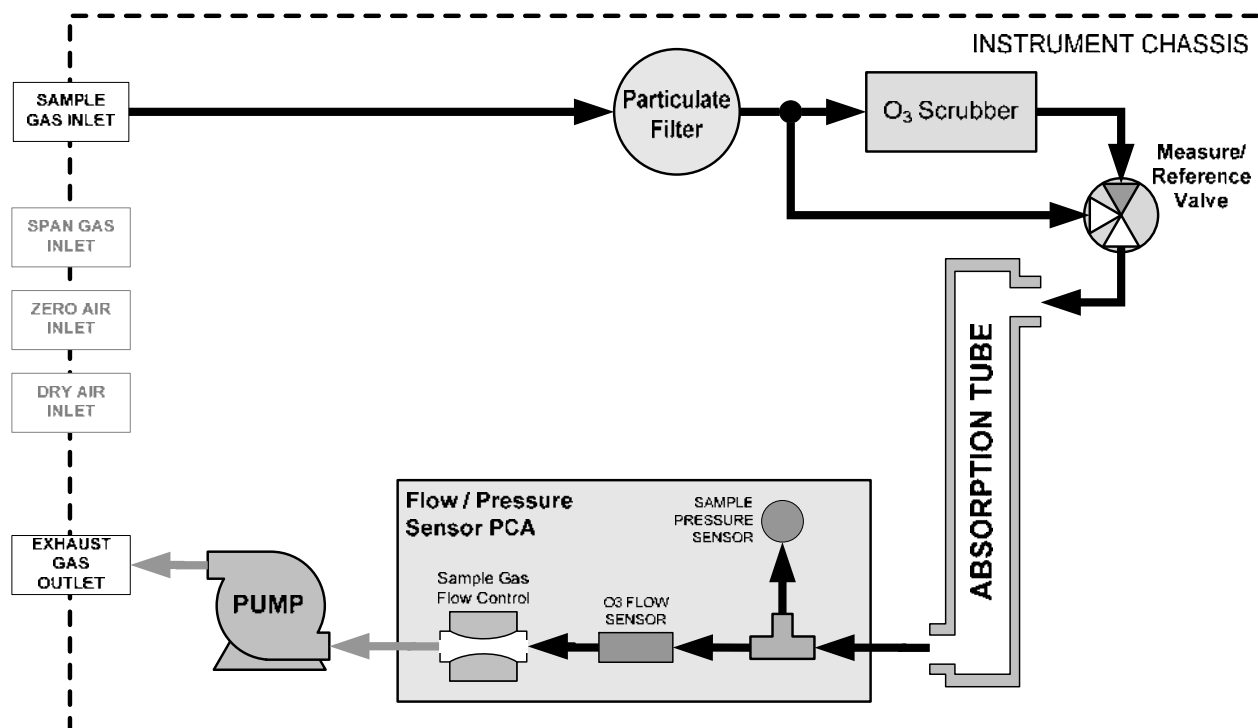 INSTRUMENT CHASSIS
SAMPLE
GAS INLET
Particulate
Filter
O₃ Scrubber
Measure/
Reference
Valve
SPAN GAS
INLET
ZERO AIR
INLET
DRY AIR
INLET
ABSORPTION TUBE
Flow / Pressure
Sensor PCA
SAMPLE
PRESSURE
SENSOR
EXHAUST
GAS
OUTLET
PUMP
Sample Gas
Flow Control
O3 FLOW
SENSOR